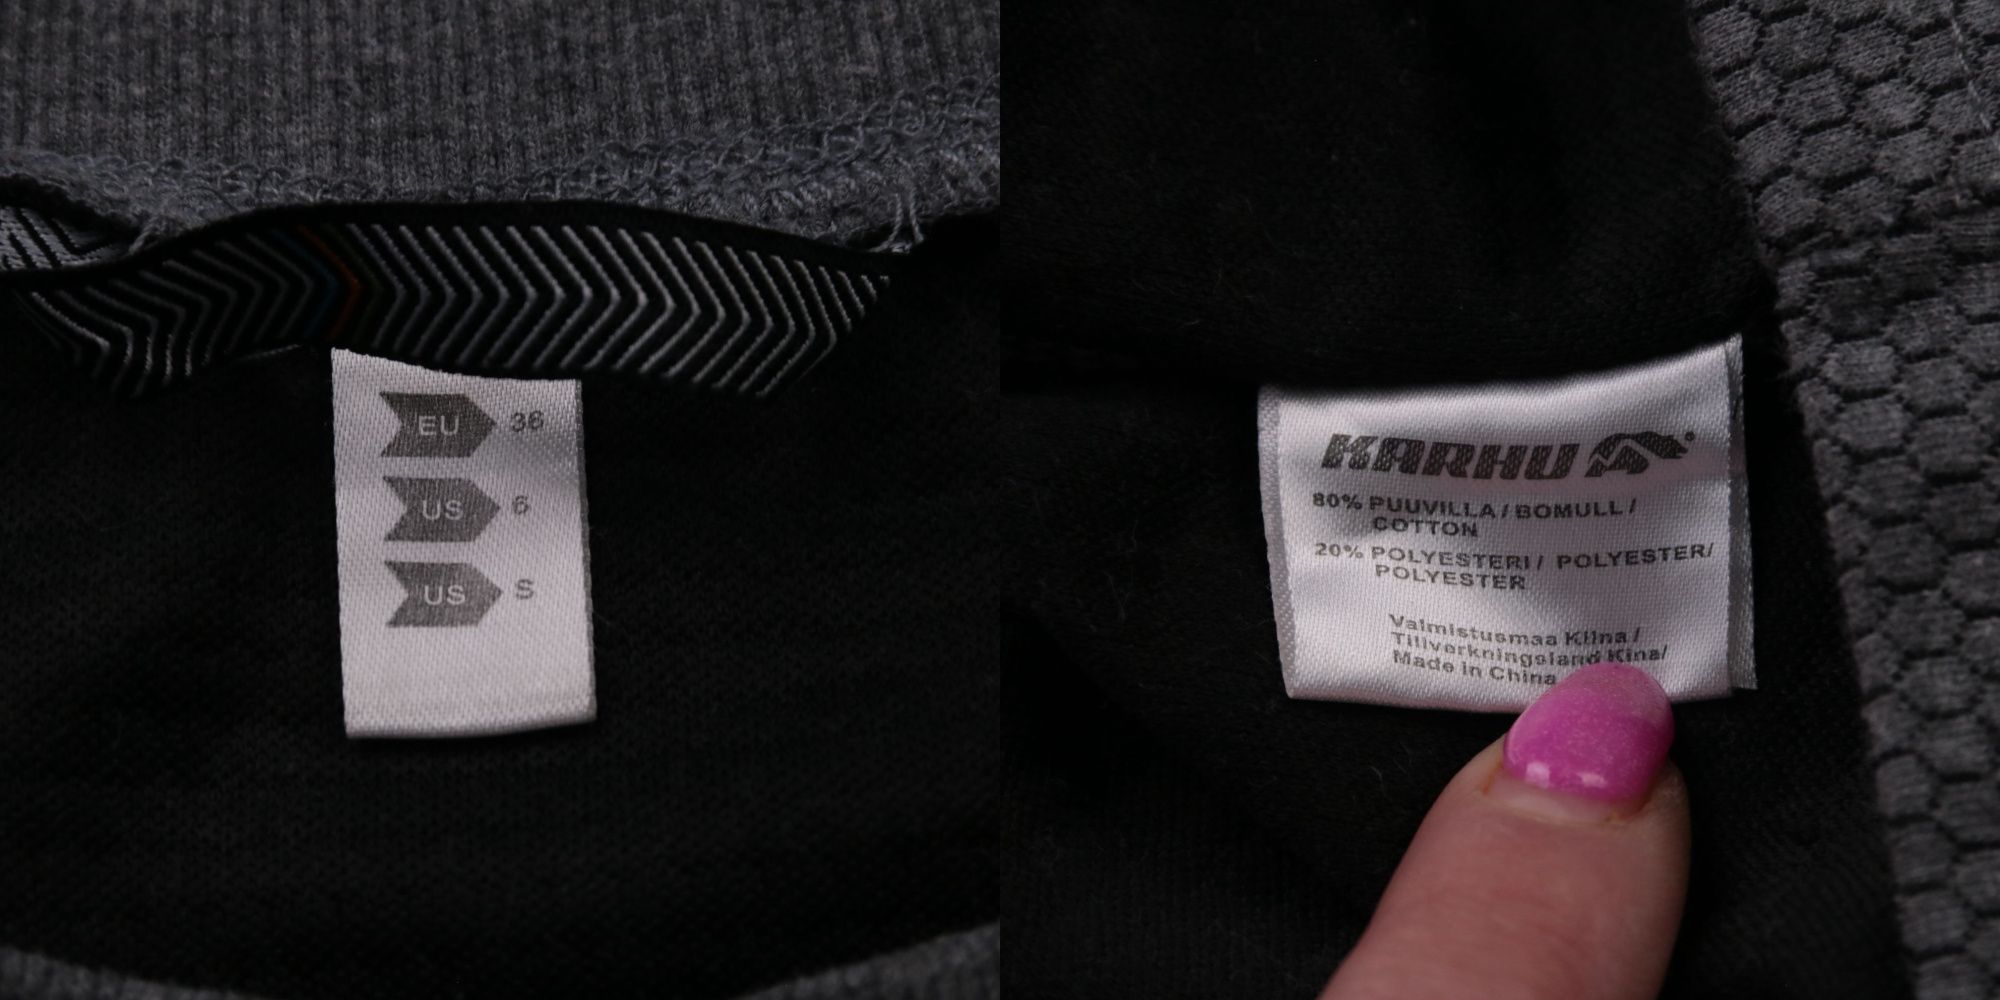 EU 36
US 6
US S
KARHU
80% PUUVILLA / BOMULL /
COTTON
20% POLYESTERI / POLYESTER/
POLYESTER
Valmistusmaa Kiina /
Tillverkningsland Kina/
Made in China